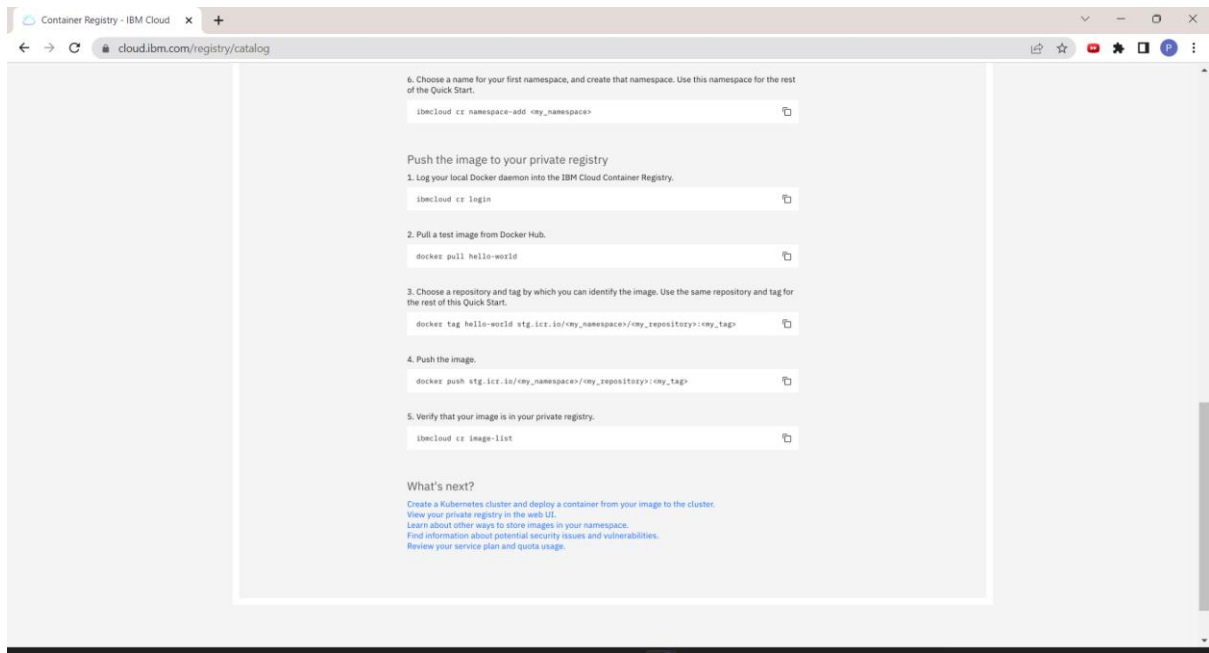 Container Registry - IBM Cloud
cloud.ibm.com/registry/catalog
P
6. Choose a name for your first namespace, and create that namespace. Use this namespace for the rest
of the Quick Start.
ibmcloud cr namespace-add <my_namespace>
Push the image to your private registry
1. Log your local Docker daemon into the IBM Cloud Container Registry.
ibmcloud cr login
2. Pull a test image from Docker Hub.
docker pull hello-world
3. Choose a repository and tag by which you can identify the image. Use the same repository and tag for
the rest of this Quick Start.
docker tag hello-world stg.icr.io/<my_namespace>/<my_repository>:<my_tag>
4. Push the image.
docker push stg.icr.io/<my_namespace>/<my_repository>:<my_tag>
5. Verify that your image is in your private registry.
ibmcloud cr image-list
What's next?
Create a Kubernetes cluster and deploy a container from your image to the cluster.
View your private registry in the web UI.
Learn about other ways to store images in your namespace.
Find information about potential security issues and vulnerabilities.
Review your service plan and quota usage.